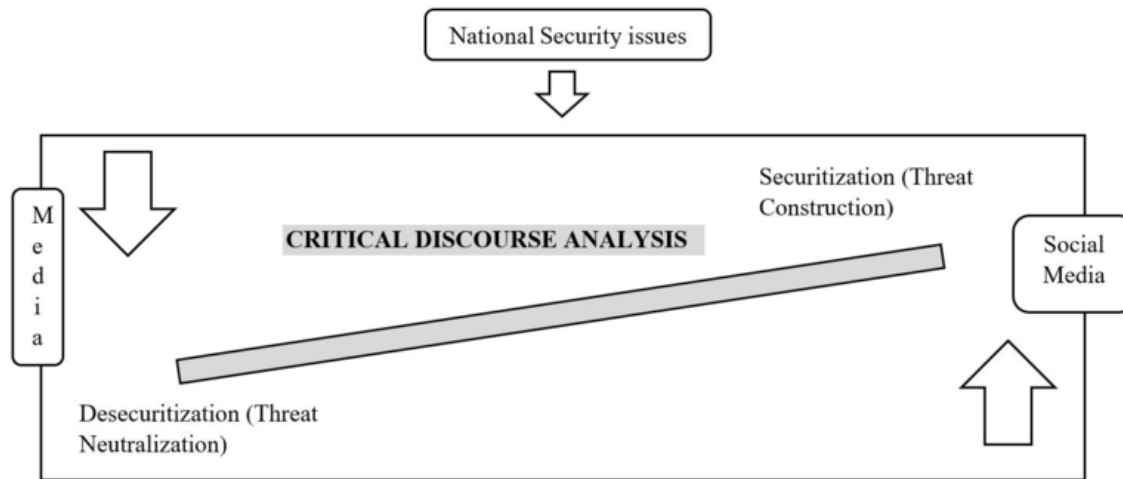 National Security issues
Securitization (Threat
Construction)
M
e
d
i
a
CRITICAL DISCOURSE ANALYSIS
Social
Media
Desecuritization (Threat
Neutralization)